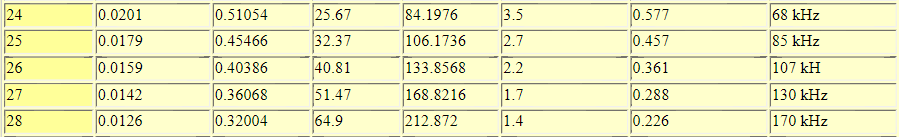 24 0.0201 0.51054 25.67 84.1976 3.5 0.577 68 kHz
25 0.0179 0.45466 32.37 106.1736 2.7 0.457 85 kHz
26 0.0159 0.40386 40.81 133.8568 2.2 0.361 107 kH
27 0.0142 0.36068 51.47 168.8216 1.7 0.288 130 kHz
28 0.0126 0.32004 64.9 212.872 1.4 0.226 170 kHz